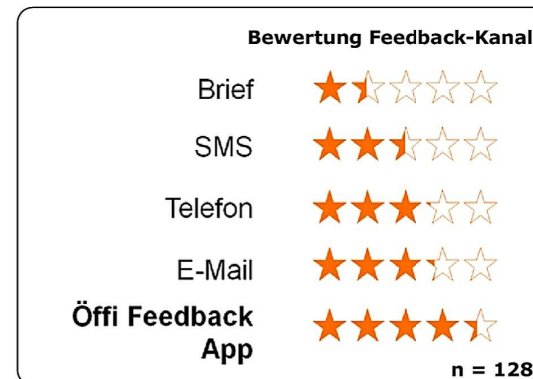 Bewertung Feedback-Kanal
Brief
SMS
Telefon
E-Mail
Öffi Feedback
App
n = 128